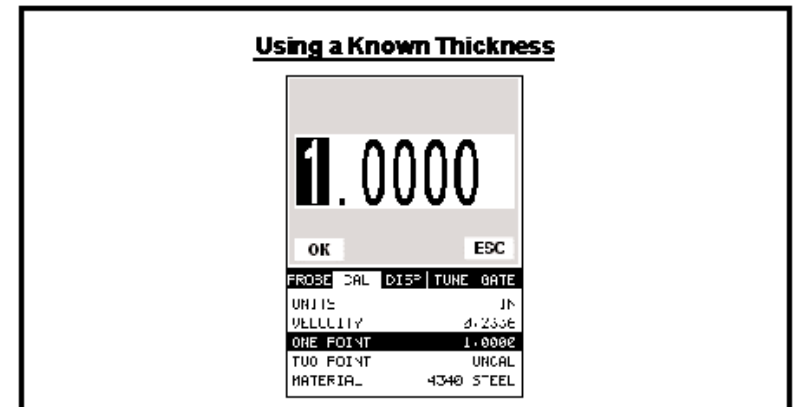 Using a Known Thickness
1.0000
OK ESC
PROBE CAL DISP TUNE GATE
UNITS IN
VELOCITY
ONE POINT 1.0000
TWO POINT UNCAL
MATERIAL 4340 STEEL